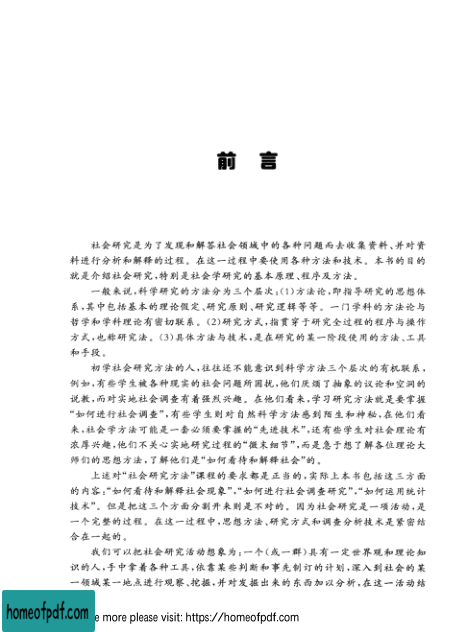 前　言
社会研究是为了发现和解答社会领域中的各种问题而去收集资料、并对资
料进行分析和解释的过程。在这一过程中要使用各种方法和技术。本书的目的
就是介绍社会研究，特别是社会学研究的基本原理、程序及方法。
一般来说，科学研究的方法分为三个层次：(1)方法论，即指导研究的思想体
系，其中包括基本的理论假定、研究原则、研究逻辑等等。一门学科的方法论与
哲学和学科理论有密切联系。(2)研究方式，指贯穿于研究全过程的程序与操作
方式，也称研究法。(3)具体方法与技术，是在研究的某一阶段使用的方法、工具
和手段。
初学社会研究方法的人，往往还不能意识到科学方法三个层次的有机联系，
例如，有些学生被各种现实的社会问题所困扰，他们厌烦了抽象的议论和空洞的
说教，而对实地社会调查有着强烈兴趣。在他们看来，学习研究方法就是要掌握
“如何进行社会调查”，有些学生则对自然科学方法感到陌生和神秘，在他们看
来，社会学方法可能是一套必须要掌握的“先进技术”，还有些学生对社会理论有
浓厚兴趣，他们不关心实地研究过程的“微末细节”，而是急于想了解各位理论大
师们的思想方法，了解他们是“如何看待和解释社会”的。
上述对“社会研究方法”课程的要求都是正当的，实际上本书包括这三方面
的内容：“如何看待和解释社会现象”，“如何进行社会调查研究”，“如何运用统计
技术”。但是把这三个方面分割开来则是不对的。因为社会研究是一项活动，是
一个完整的过程。在这一过程中，思想方法、研究方式和调查分析技术是紧密结
合在一起的。
我们可以把社会研究活动想象为：一个(或一群)具有一定世界观和理论知
识的人，手中拿着各种工具，依靠某些判断和事先制订的计划，深入到社会的某
一领域某一地点进行观察、挖掘，并对发掘出来的东西加以分析，在这一活动结
homeofpdf.com
e more please visit: https://homeofpdf.com